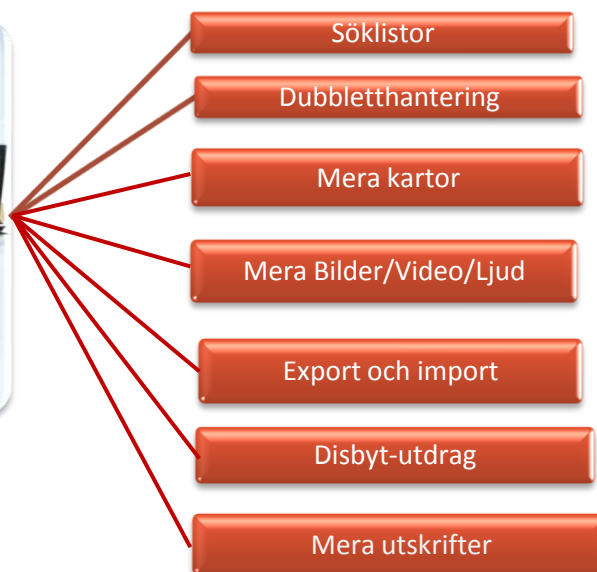 Söklistor
Dubbletthantering
Mera kartor
Mera Bilder/Video/Ljud
Export och import
Disbyt-utdrag
Mera utskrifter